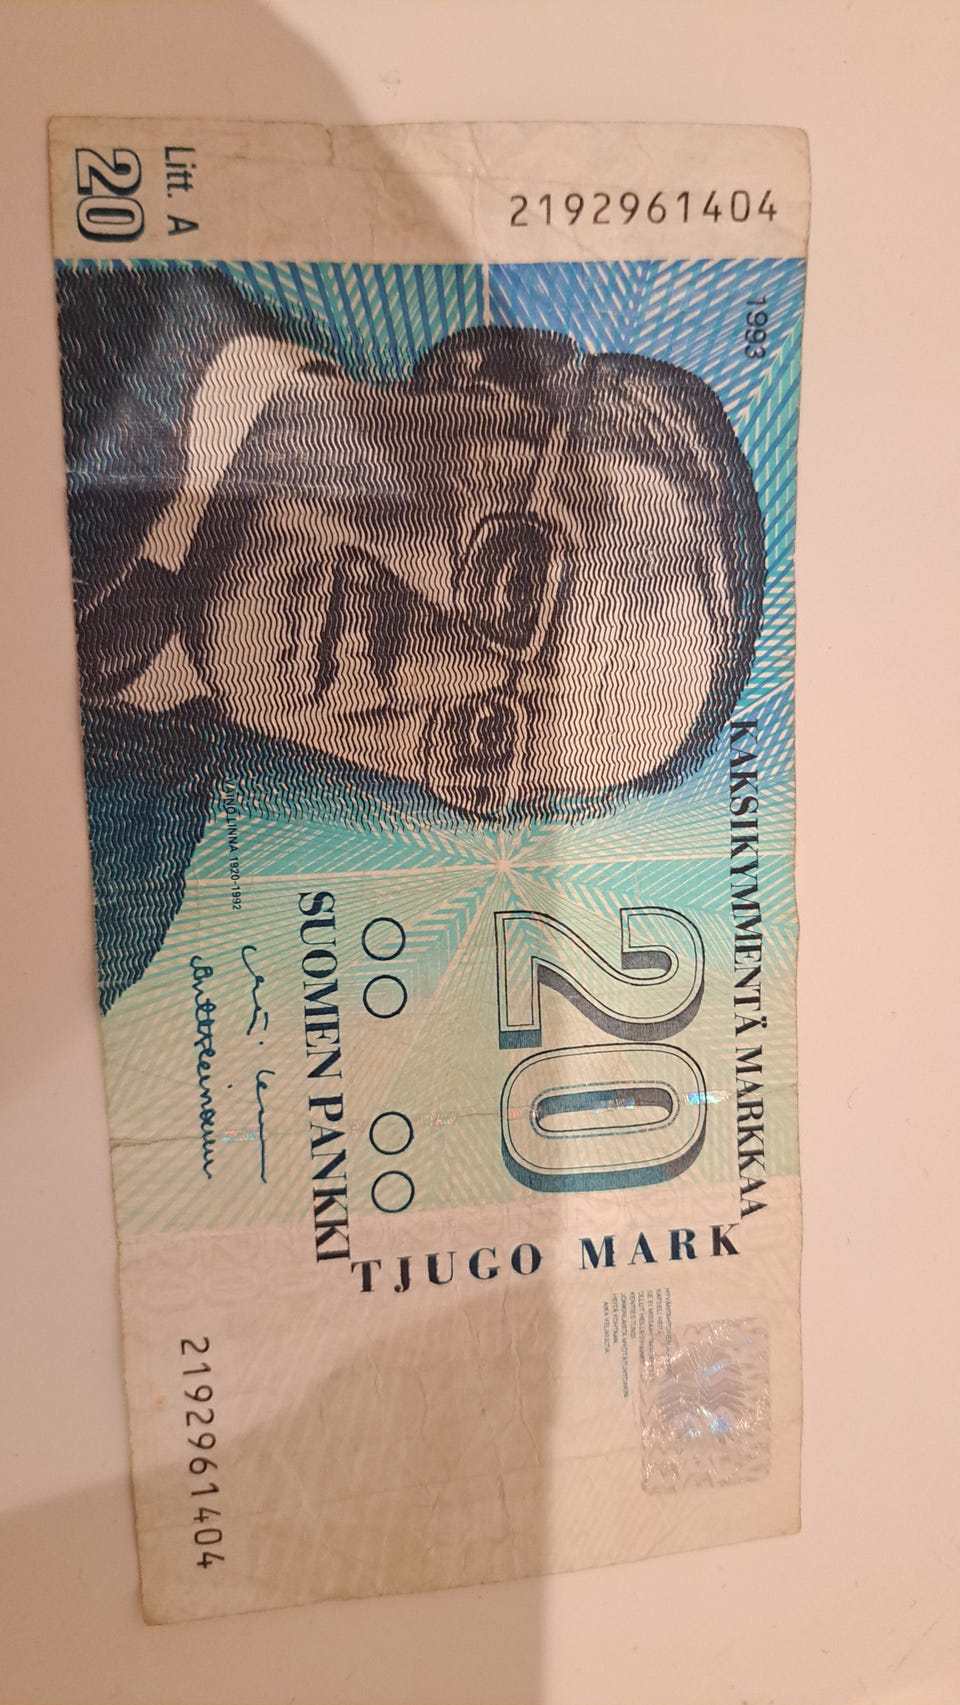 2192961404
1993
KAKSIKYMMENTÄ MARKKAA
20
TJUGO MARK
SUOMEN PANKKI
VÄINÖ LINNA 1920-1992
Litt. A
20
2192961404